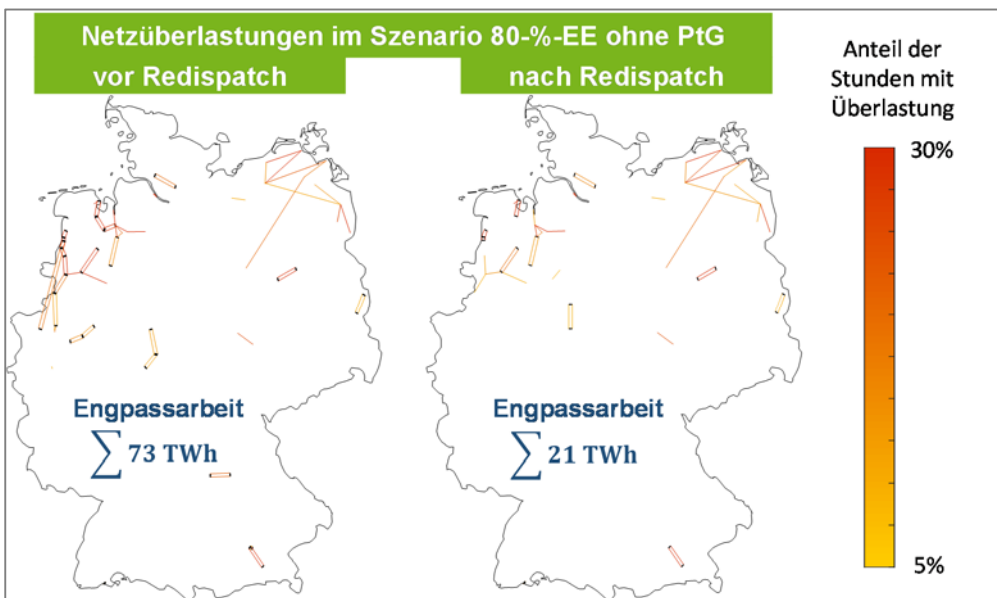 Netzüberlastungen im Szenario 80-%-EE ohne PtG
vor Redispatch
nach Redispatch
Anteil der
Stunden mit
Überlastung
30%
5%
Engpassarbeit
∑ 73 TWh
Engpassarbeit
∑ 21 TWh